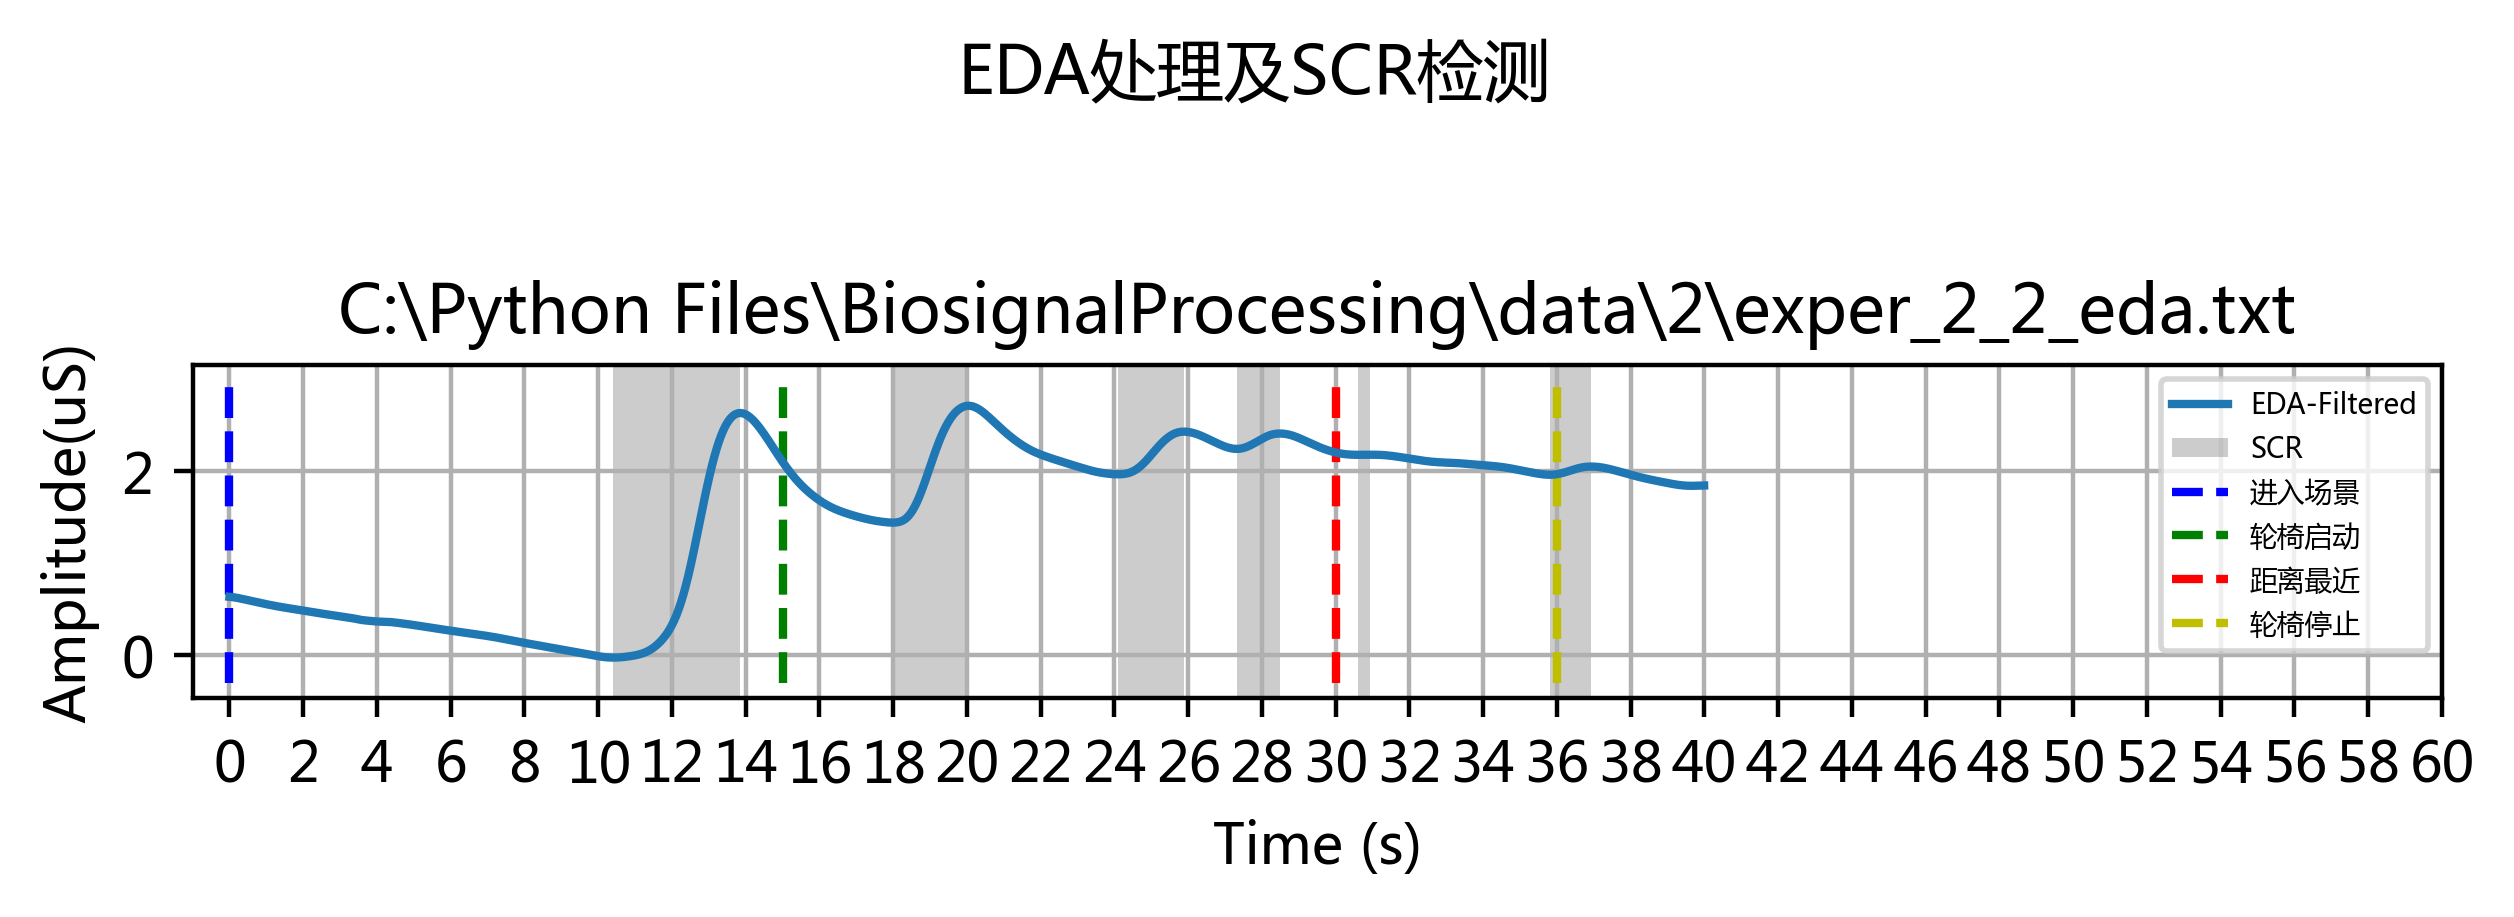 EDA处理及SCR检测
C:\Python Files\BiosignalProcessing\data\2\exper_2_2_eda.txt
Amplitude(uS)
2
0
EDA-Filtered
SCR
进入场景
轮椅启动
距离最近
轮椅停止
0 2 4 6 8 10 12 14 16 18 20 22 24 26 28 30 32 34 36 38 40 42 44 46 48 50 52 54 56 58 60
Time (s)